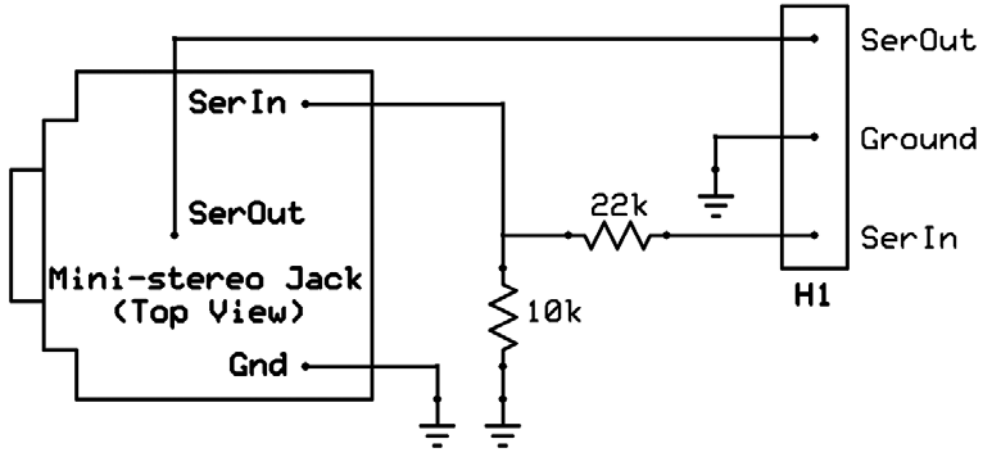 SerOut
SerIn
Ground
SerOut
22k
SerIn
Mini-stereo Jack
(Top View)
H1
10k
Gnd